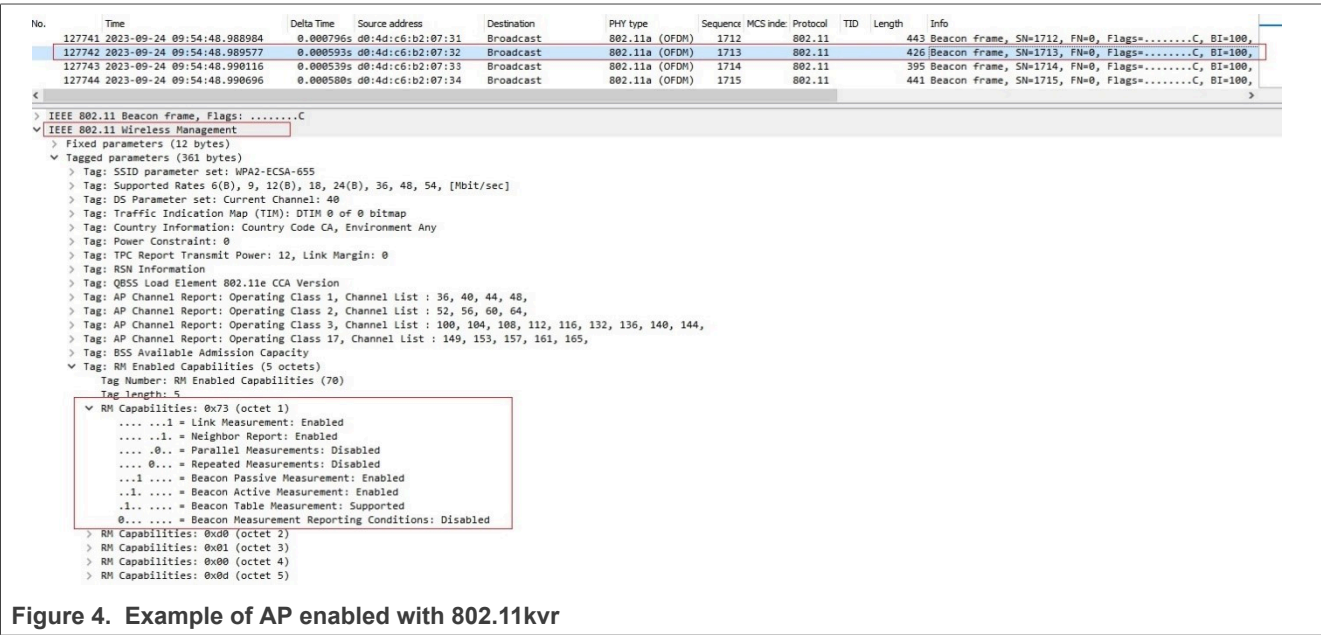 No. Time Delta Time Source address Destination PHY type Sequence MCS inde: Protocol TID Length Info
127741 2023-09-24 09:54:48.988984 0.000796s d0:4d:c6:b2:07:31 Broadcast 802.11a (OFDM) 1712 802.11 443 Beacon frame, SN=1712, FN=0, Flags=........C, BI=100,
127742 2023-09-24 09:54:48.989577 0.000593s d0:4d:c6:b2:07:32 Broadcast 802.11a (OFDM) 1713 802.11 426 Beacon frame, SN=1713, FN=0, Flags=........C, BI=100,
127743 2023-09-24 09:54:48.990116 0.000539s d0:4d:c6:b2:07:33 Broadcast 802.11a (OFDM) 1714 802.11 395 Beacon frame, SN=1714, FN=0, Flags=........C, BI=100,
127744 2023-09-24 09:54:48.990696 0.000580s d0:4d:c6:b2:07:34 Broadcast 802.11a (OFDM) 1715 802.11 441 Beacon frame, SN=1715, FN=0, Flags=........C, BI=100,
IEEE 802.11 Beacon frame, Flags: ........C
IEEE 802.11 Wireless Management
Fixed parameters (12 bytes)
Tagged parameters (361 bytes)
Tag: SSID parameter set: WPA2-ECSA-655
Tag: Supported Rates 6(B), 9, 12(B), 18, 24(B), 36, 48, 54, [Mbit/sec]
Tag: DS Parameter set: Current Channel: 40
Tag: Traffic Indication Map (TIM): DTIM 0 of 0 bitmap
Tag: Country Information: Country Code CA, Environment Any
Tag: Power Constraint: 0
Tag: TPC Report Transmit Power: 12, Link Margin: 0
Tag: RSN Information
Tag: QBSS Load Element 802.11e CCA Version
Tag: AP Channel Report: Operating Class 1, Channel List : 36, 40, 44, 48,
Tag: AP Channel Report: Operating Class 2, Channel List : 52, 56, 60, 64,
Tag: AP Channel Report: Operating Class 3, Channel List : 100, 104, 108, 112, 116, 132, 136, 140, 144,
Tag: AP Channel Report: Operating Class 17, Channel List : 149, 153, 157, 161, 165,
Tag: BSS Available Admission Capacity
Tag: RM Enabled Capabilities (5 octets)
Tag Number: RM Enabled Capabilities (70)
Tag length: 5
RM Capabilities: 0x73 (octet 1)
.... ...1 = Link Measurement: Enabled
.... ..1. = Neighbor Report: Enabled
.... .0.. = Parallel Measurements: Disabled
.... 0... = Repeated Measurements: Disabled
...1 .... = Beacon Passive Measurement: Enabled
..1. .... = Beacon Active Measurement: Enabled
.1.. .... = Beacon Table Measurement: Supported
0... .... = Beacon Measurement Reporting Conditions: Disabled
RM Capabilities: 0xd0 (octet 2)
RM Capabilities: 0x01 (octet 3)
RM Capabilities: 0x00 (octet 4)
RM Capabilities: 0x0d (octet 5)
Figure 4. Example of AP enabled with 802.11kvr